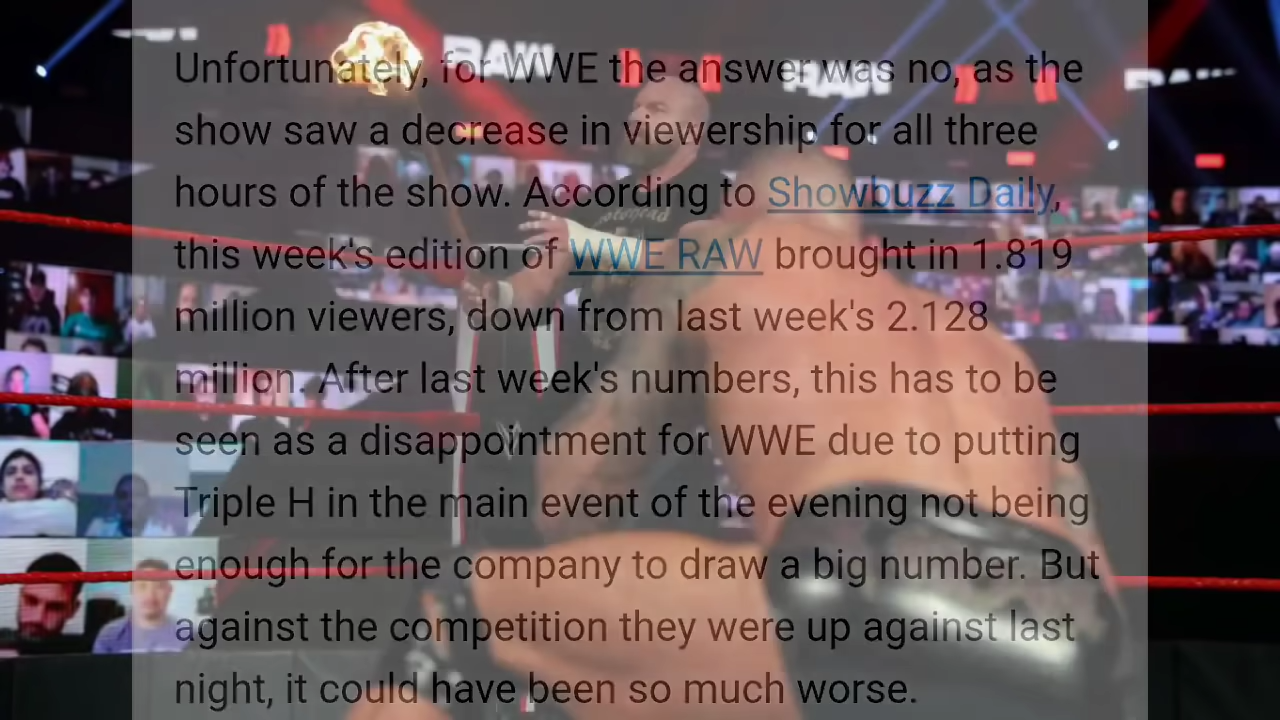 Unfortunately, for WWE the answer was no, as the
show saw a decrease in viewership for all three
hours of the show. According to Showbuzz Daily,
this week's edition of WWE RAW brought in 1.819
million viewers, down from last week's 2.128
million. After last week's numbers, this has to be
seen as a disappointment for WWE due to putting
Triple H in the main event of the evening not being
enough for the company to draw a big number. But
against the competition they were up against last
night, it could have been so much worse.
RAW
RAW
RAW
Motorhead